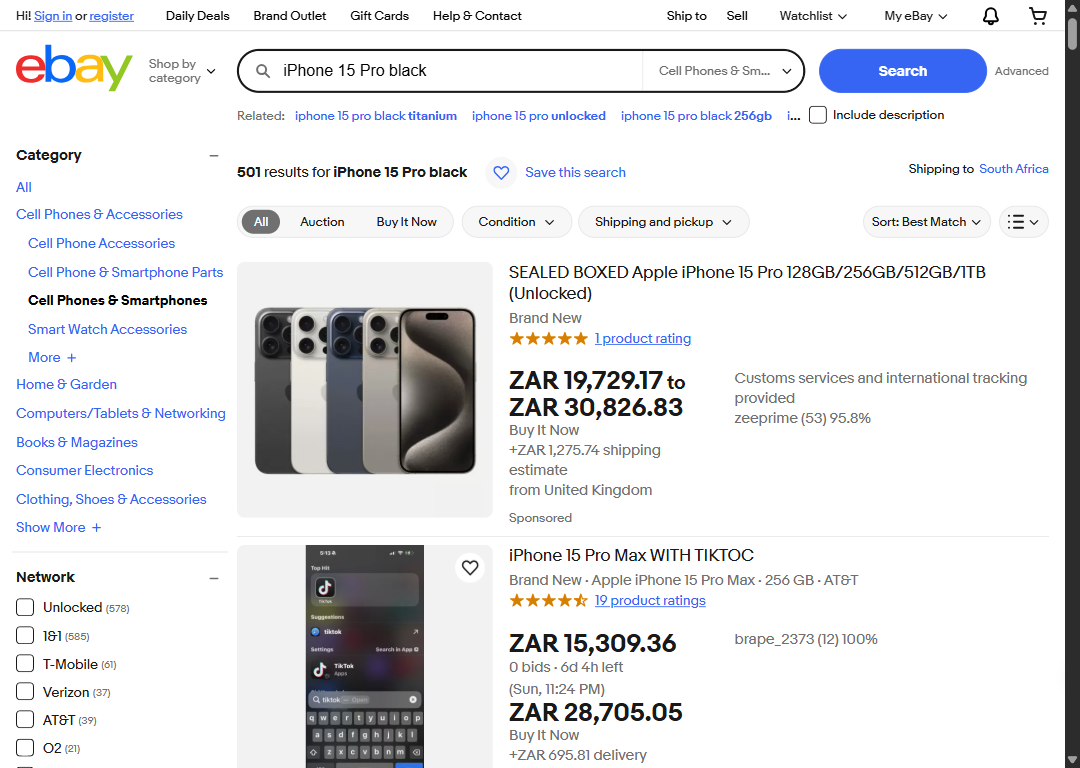 Hi! Sign in or register
Daily Deals
Brand Outlet
Gift Cards
Help & Contact
Ship to
Sell
Watchlist
My eBay
ebay
Shop by category
iPhone 15 Pro black
Cell Phones & Sm...
Search
Advanced
Related:
iphone 15 pro black titanium
iphone 15 pro unlocked
iphone 15 pro black 256gb
i...
Include description
Category
All
Cell Phones & Accessories
Cell Phone Accessories
Cell Phone & Smartphone Parts
Cell Phones & Smartphones
Smart Watch Accessories
More +
Home & Garden
Computers/Tablets & Networking
Books & Magazines
Consumer Electronics
Clothing, Shoes & Accessories
Show More +
Network
Unlocked (578)
1&1 (585)
T-Mobile (61)
Verizon (37)
AT&T (39)
O2 (21)
501 results for iPhone 15 Pro black
Save this search
Shipping to South Africa
All
Auction
Buy It Now
Condition
Shipping and pickup
Sort: Best Match
SEALED BOXED Apple iPhone 15 Pro 128GB/256GB/512GB/1TB
(Unlocked)
Brand New
1 product rating
ZAR 19,729.17 to
ZAR 30,826.83
Buy It Now
+ZAR 1,275.74 shipping
estimate
from United Kingdom
Sponsored
Customs services and international tracking
provided
zeeprime (53) 95.8%
iPhone 15 Pro Max WITH TIKTOC
Brand New · Apple iPhone 15 Pro Max · 256 GB · AT&T
19 product ratings
ZAR 15,309.36
0 bids · 6d 4h left
(Sun, 11:24 PM)
ZAR 28,705.05
Buy It Now
+ZAR 695.81 delivery
brape_2373 (12) 100%
Top Hit
TikTok
Suggestions
tiktok
Settings
Search in App
TikTok
Apps
tiktok — Open
q w e r t y u i o p
a s d f g h j k l
z x c v b n m